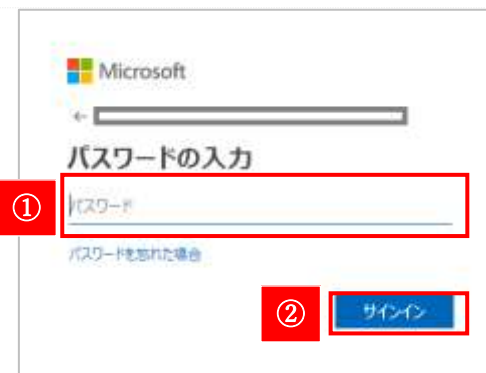 Microsoft
←
パスワードの入力
① パスワード
パスワードを忘れた場合
② サインイン